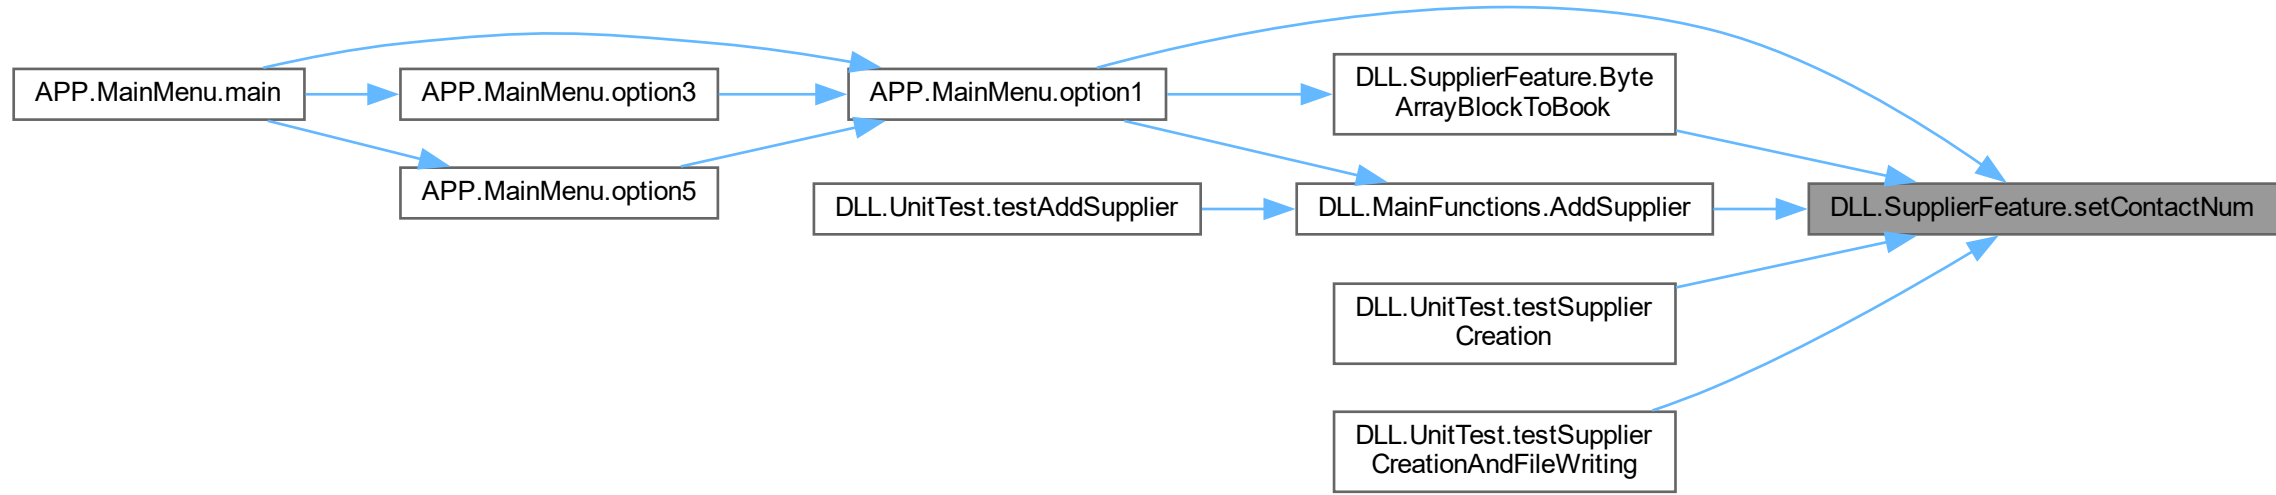 APP.MainMenu.main
APP.MainMenu.option3
APP.MainMenu.option5
APP.MainMenu.option1
DLL.UnitTest.testAddSupplier
DLL.SupplierFeature.Byte
ArrayBlockToBook
DLL.MainFunctions.AddSupplier
DLL.UnitTest.testSupplier
Creation
DLL.UnitTest.testSupplier
CreationAndFileWriting
DLL.SupplierFeature.setContactNum